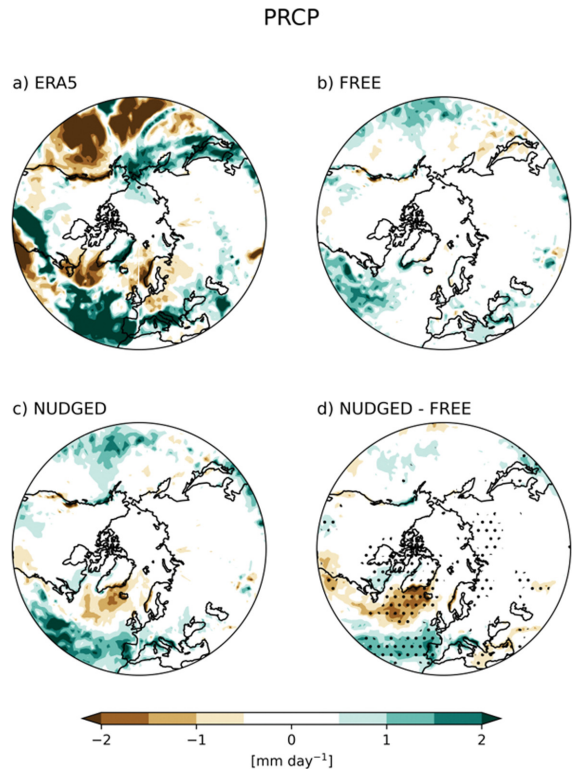 PRCP
a) ERA5
b) FREE
c) NUDGED
d) NUDGED - FREE
−2 −1 0 1 2
[mm day⁻¹]